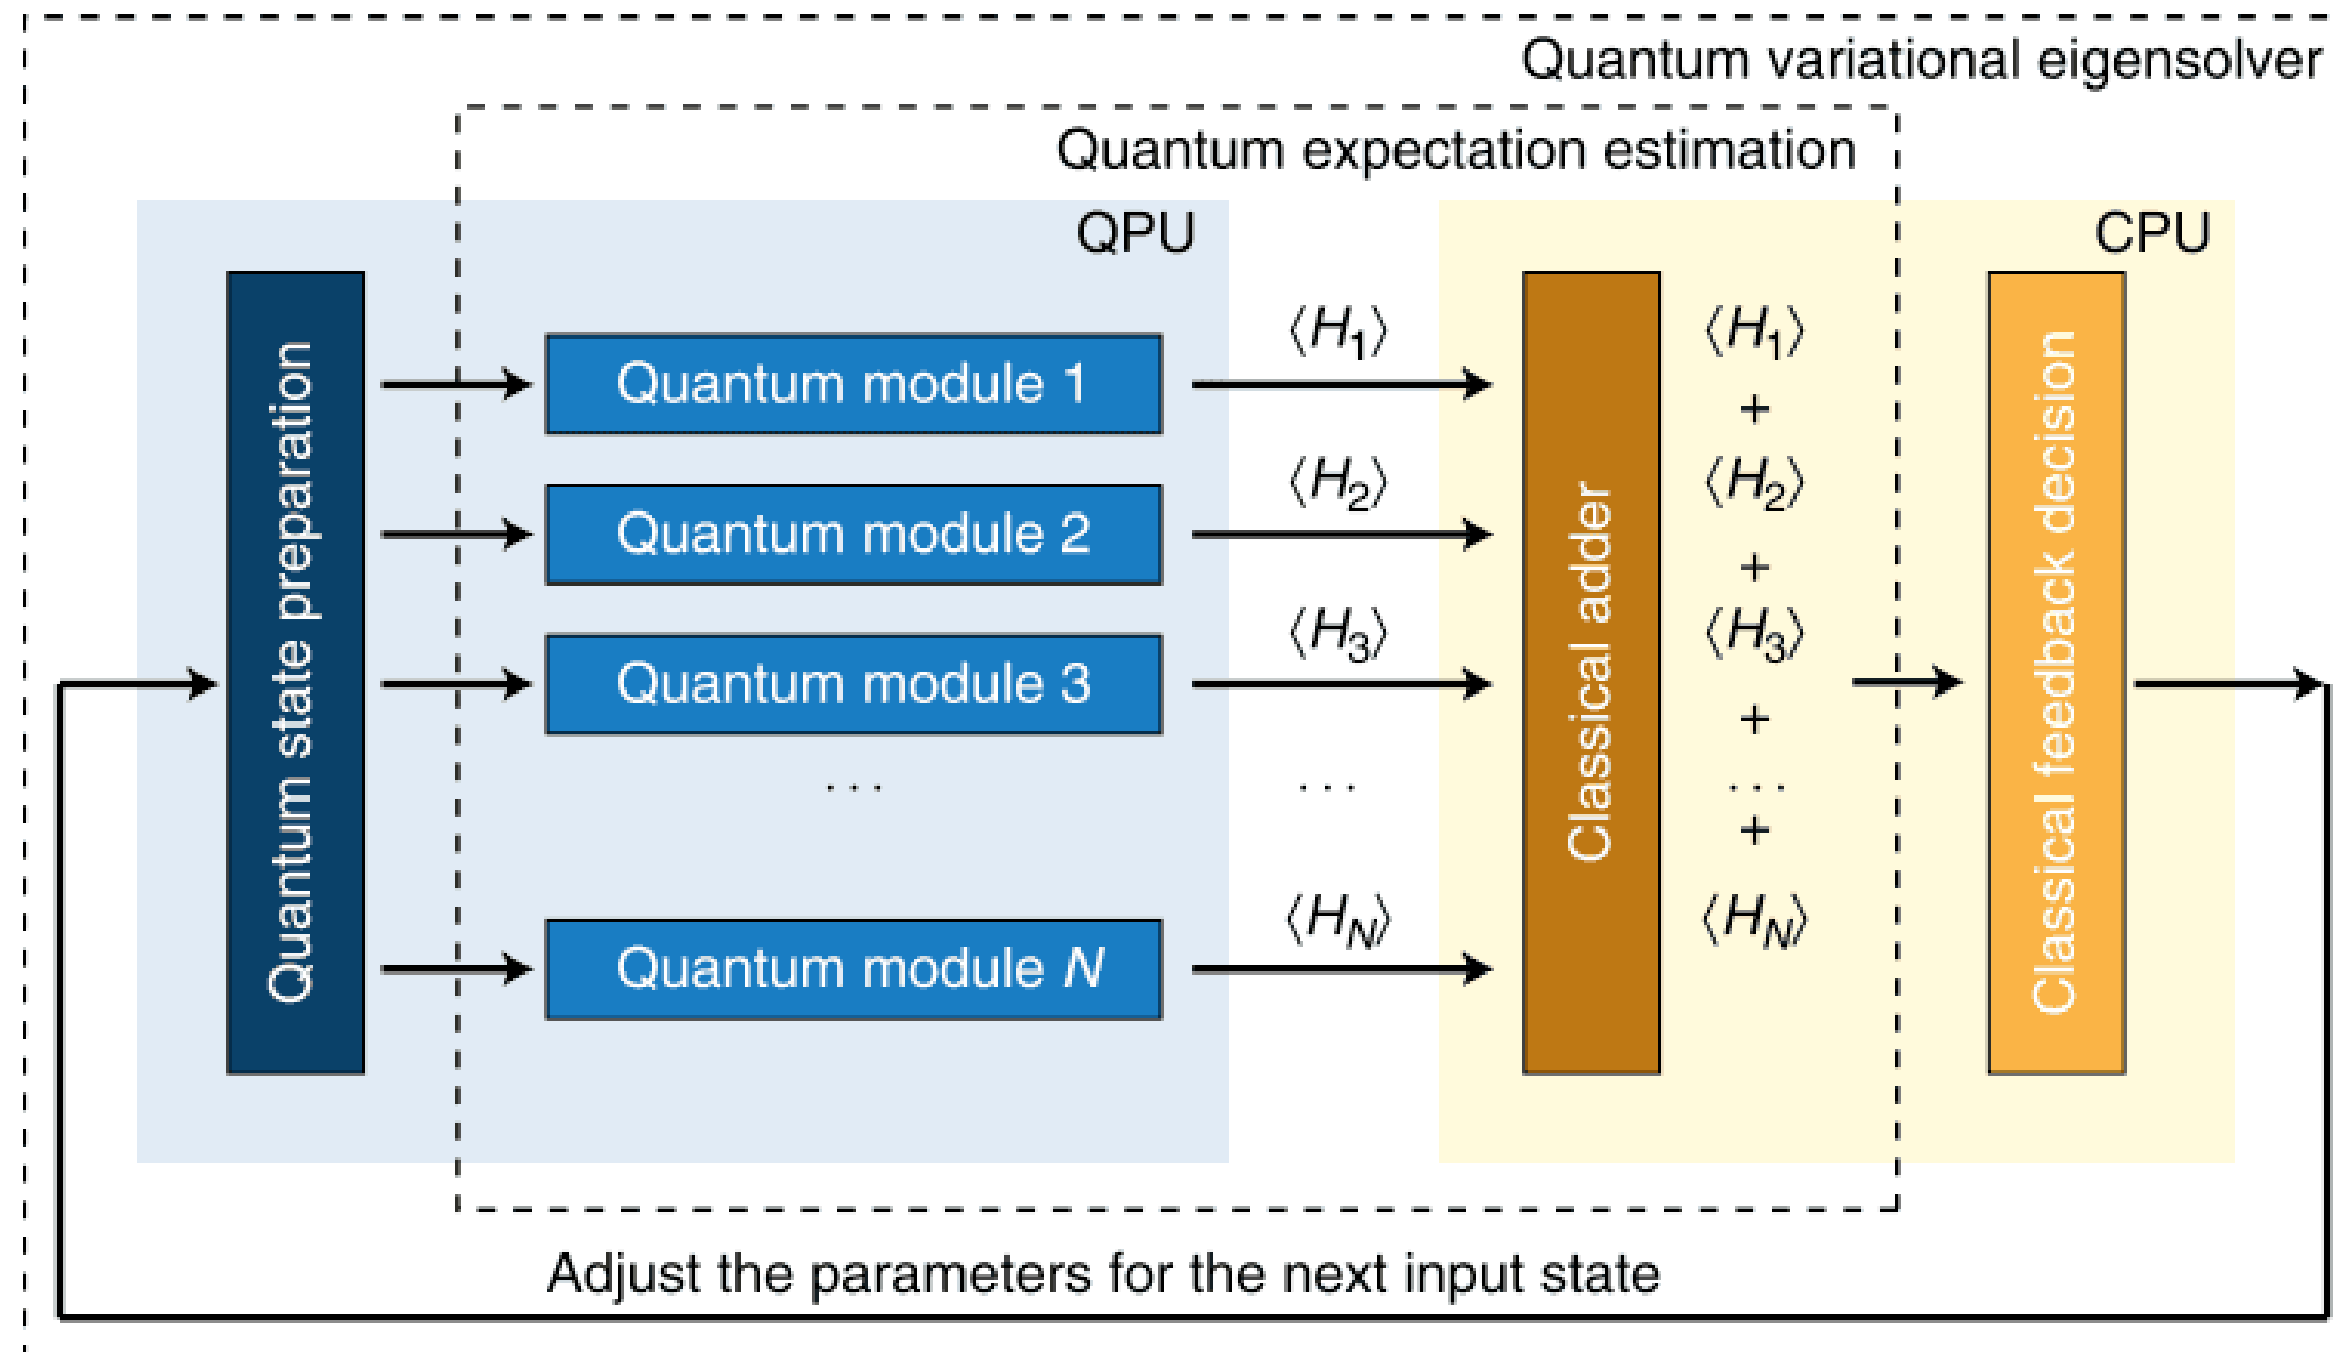 Quantum variational eigensolver
Quantum expectation estimation
QPU
CPU
Quantum state preparation
Quantum module 1
Quantum module 2
Quantum module 3
...
Quantum module N
⟨H₁⟩
⟨H₂⟩
⟨H₃⟩
...
⟨H_N⟩
Classical adder
⟨H₁⟩
+
⟨H₂⟩
+
⟨H₃⟩
+
...
+
⟨H_N⟩
Classical feedback decision
Adjust the parameters for the next input state